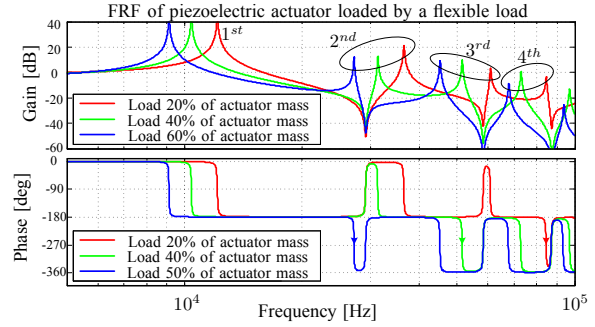 FRF of piezoelectric actuator loaded by a flexible load
40
20
0
-20
-40
-60
Gain [dB]
1st
2nd
3rd
4th
Load 20% of actuator mass
Load 40% of actuator mass
Load 60% of actuator mass
0
-90
-180
-270
-360
Phase [deg]
Load 20% of actuator mass
Load 40% of actuator mass
Load 50% of actuator mass
10^4
10^5
Frequency [Hz]